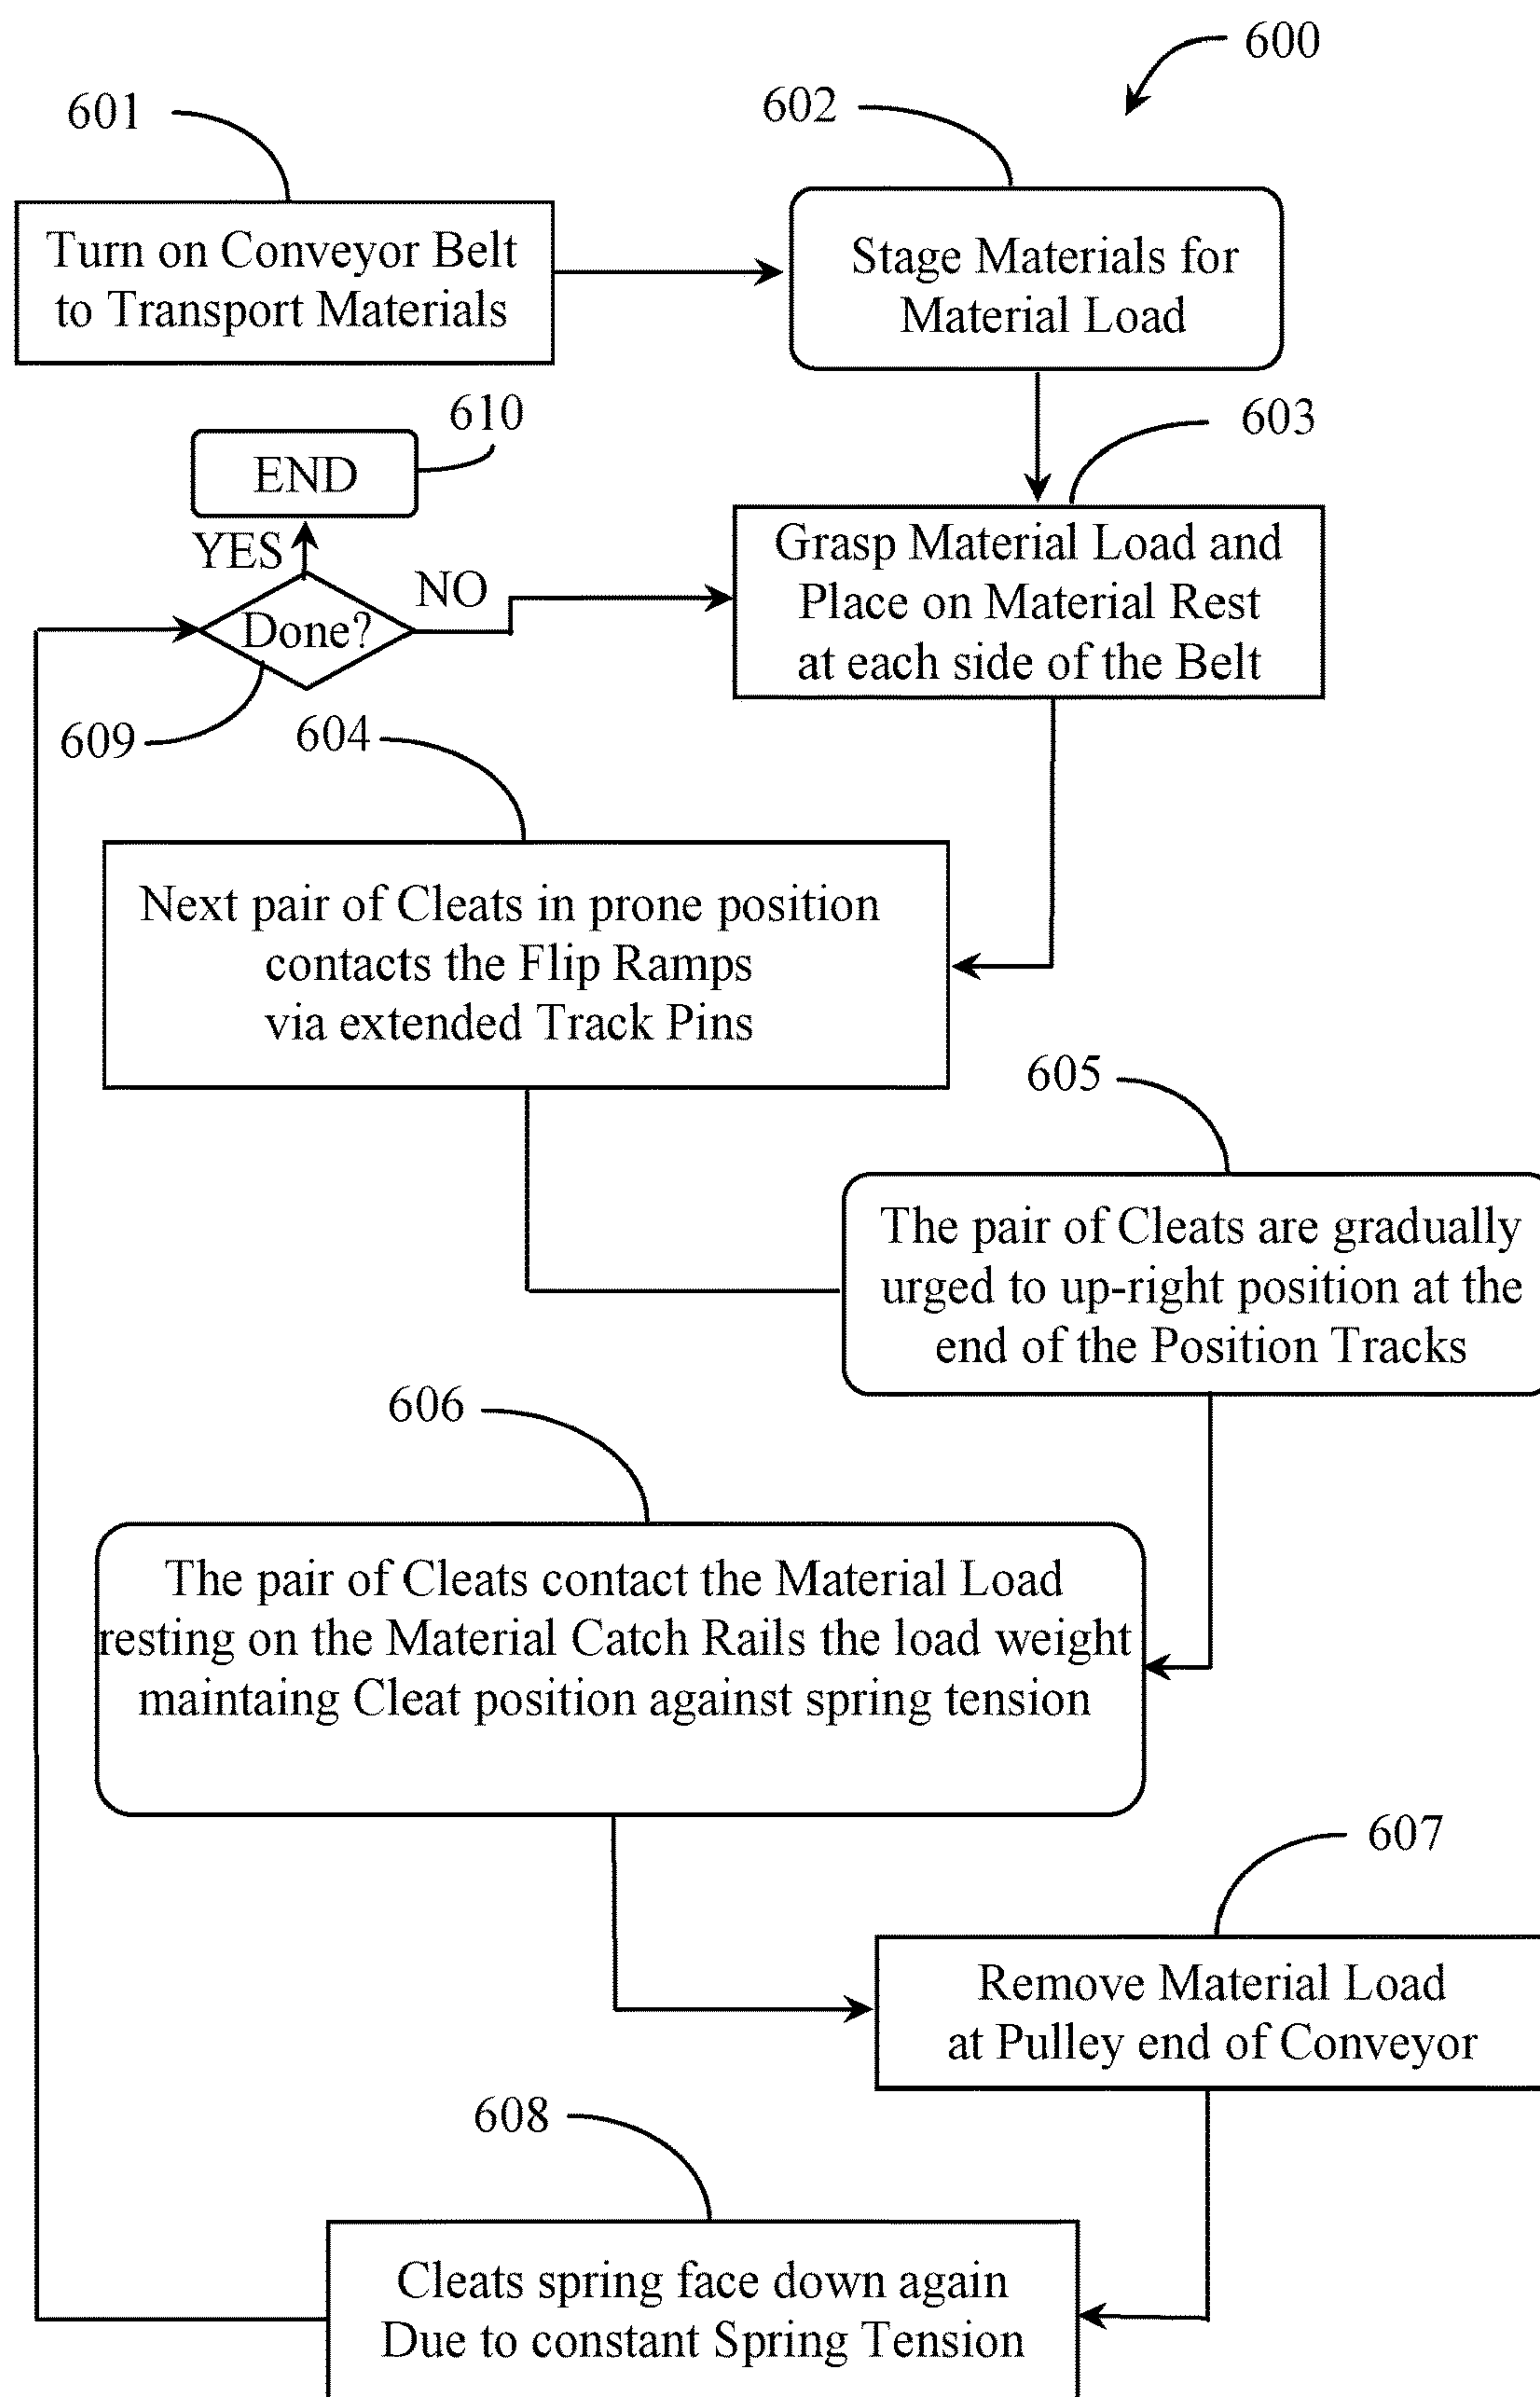 600
601
602
Turn on Conveyor Belt
to Transport Materials
Stage Materials for
Material Load
610
603
END
YES
NO
Done?
Grasp Material Load and
Place on Material Rest
at each side of the Belt
609
604
Next pair of Cleats in prone position
contacts the Flip Ramps
via extended Track Pins
605
The pair of Cleats are gradually
urged to up-right position at the
end of the Position Tracks
606
The pair of Cleats contact the Material Load
resting on the Material Catch Rails the load weight
maintaing Cleat position against spring tension
607
Remove Material Load
at Pulley end of Conveyor
608
Cleats spring face down again
Due to constant Spring Tension